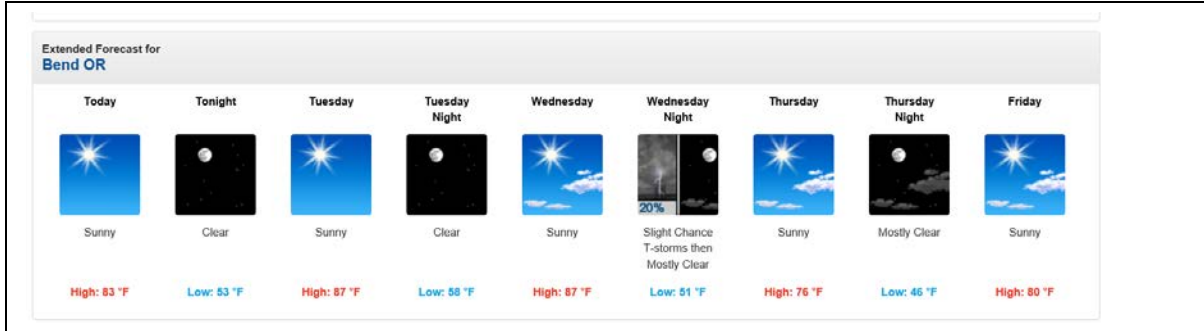 Extended Forecast for
Bend OR
Today
Tonight
Tuesday
Tuesday
Night
Wednesday
Wednesday
Night
Thursday
Thursday
Night
Friday
20%
Sunny
Clear
Sunny
Clear
Sunny
Slight Chance
T-storms then
Mostly Clear
Sunny
Mostly Clear
Sunny
High: 83 °F
Low: 53 °F
High: 87 °F
Low: 58 °F
High: 87 °F
Low: 51 °F
High: 76 °F
Low: 46 °F
High: 80 °F